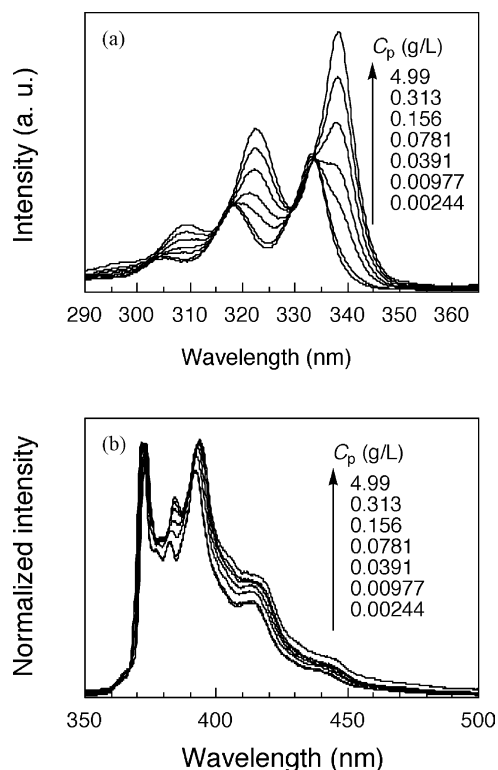 (a)
Cp (g/L)
4.99
0.313
0.156
0.0781
0.0391
0.00977
0.00244
Intensity (a. u.)
290 300 310 320 330 340 350 360
Wavelength (nm)
(b)
Cp (g/L)
4.99
0.313
0.156
0.0781
0.0391
0.00977
0.00244
Normalized intensity
350 400 450 500
Wavelength (nm)